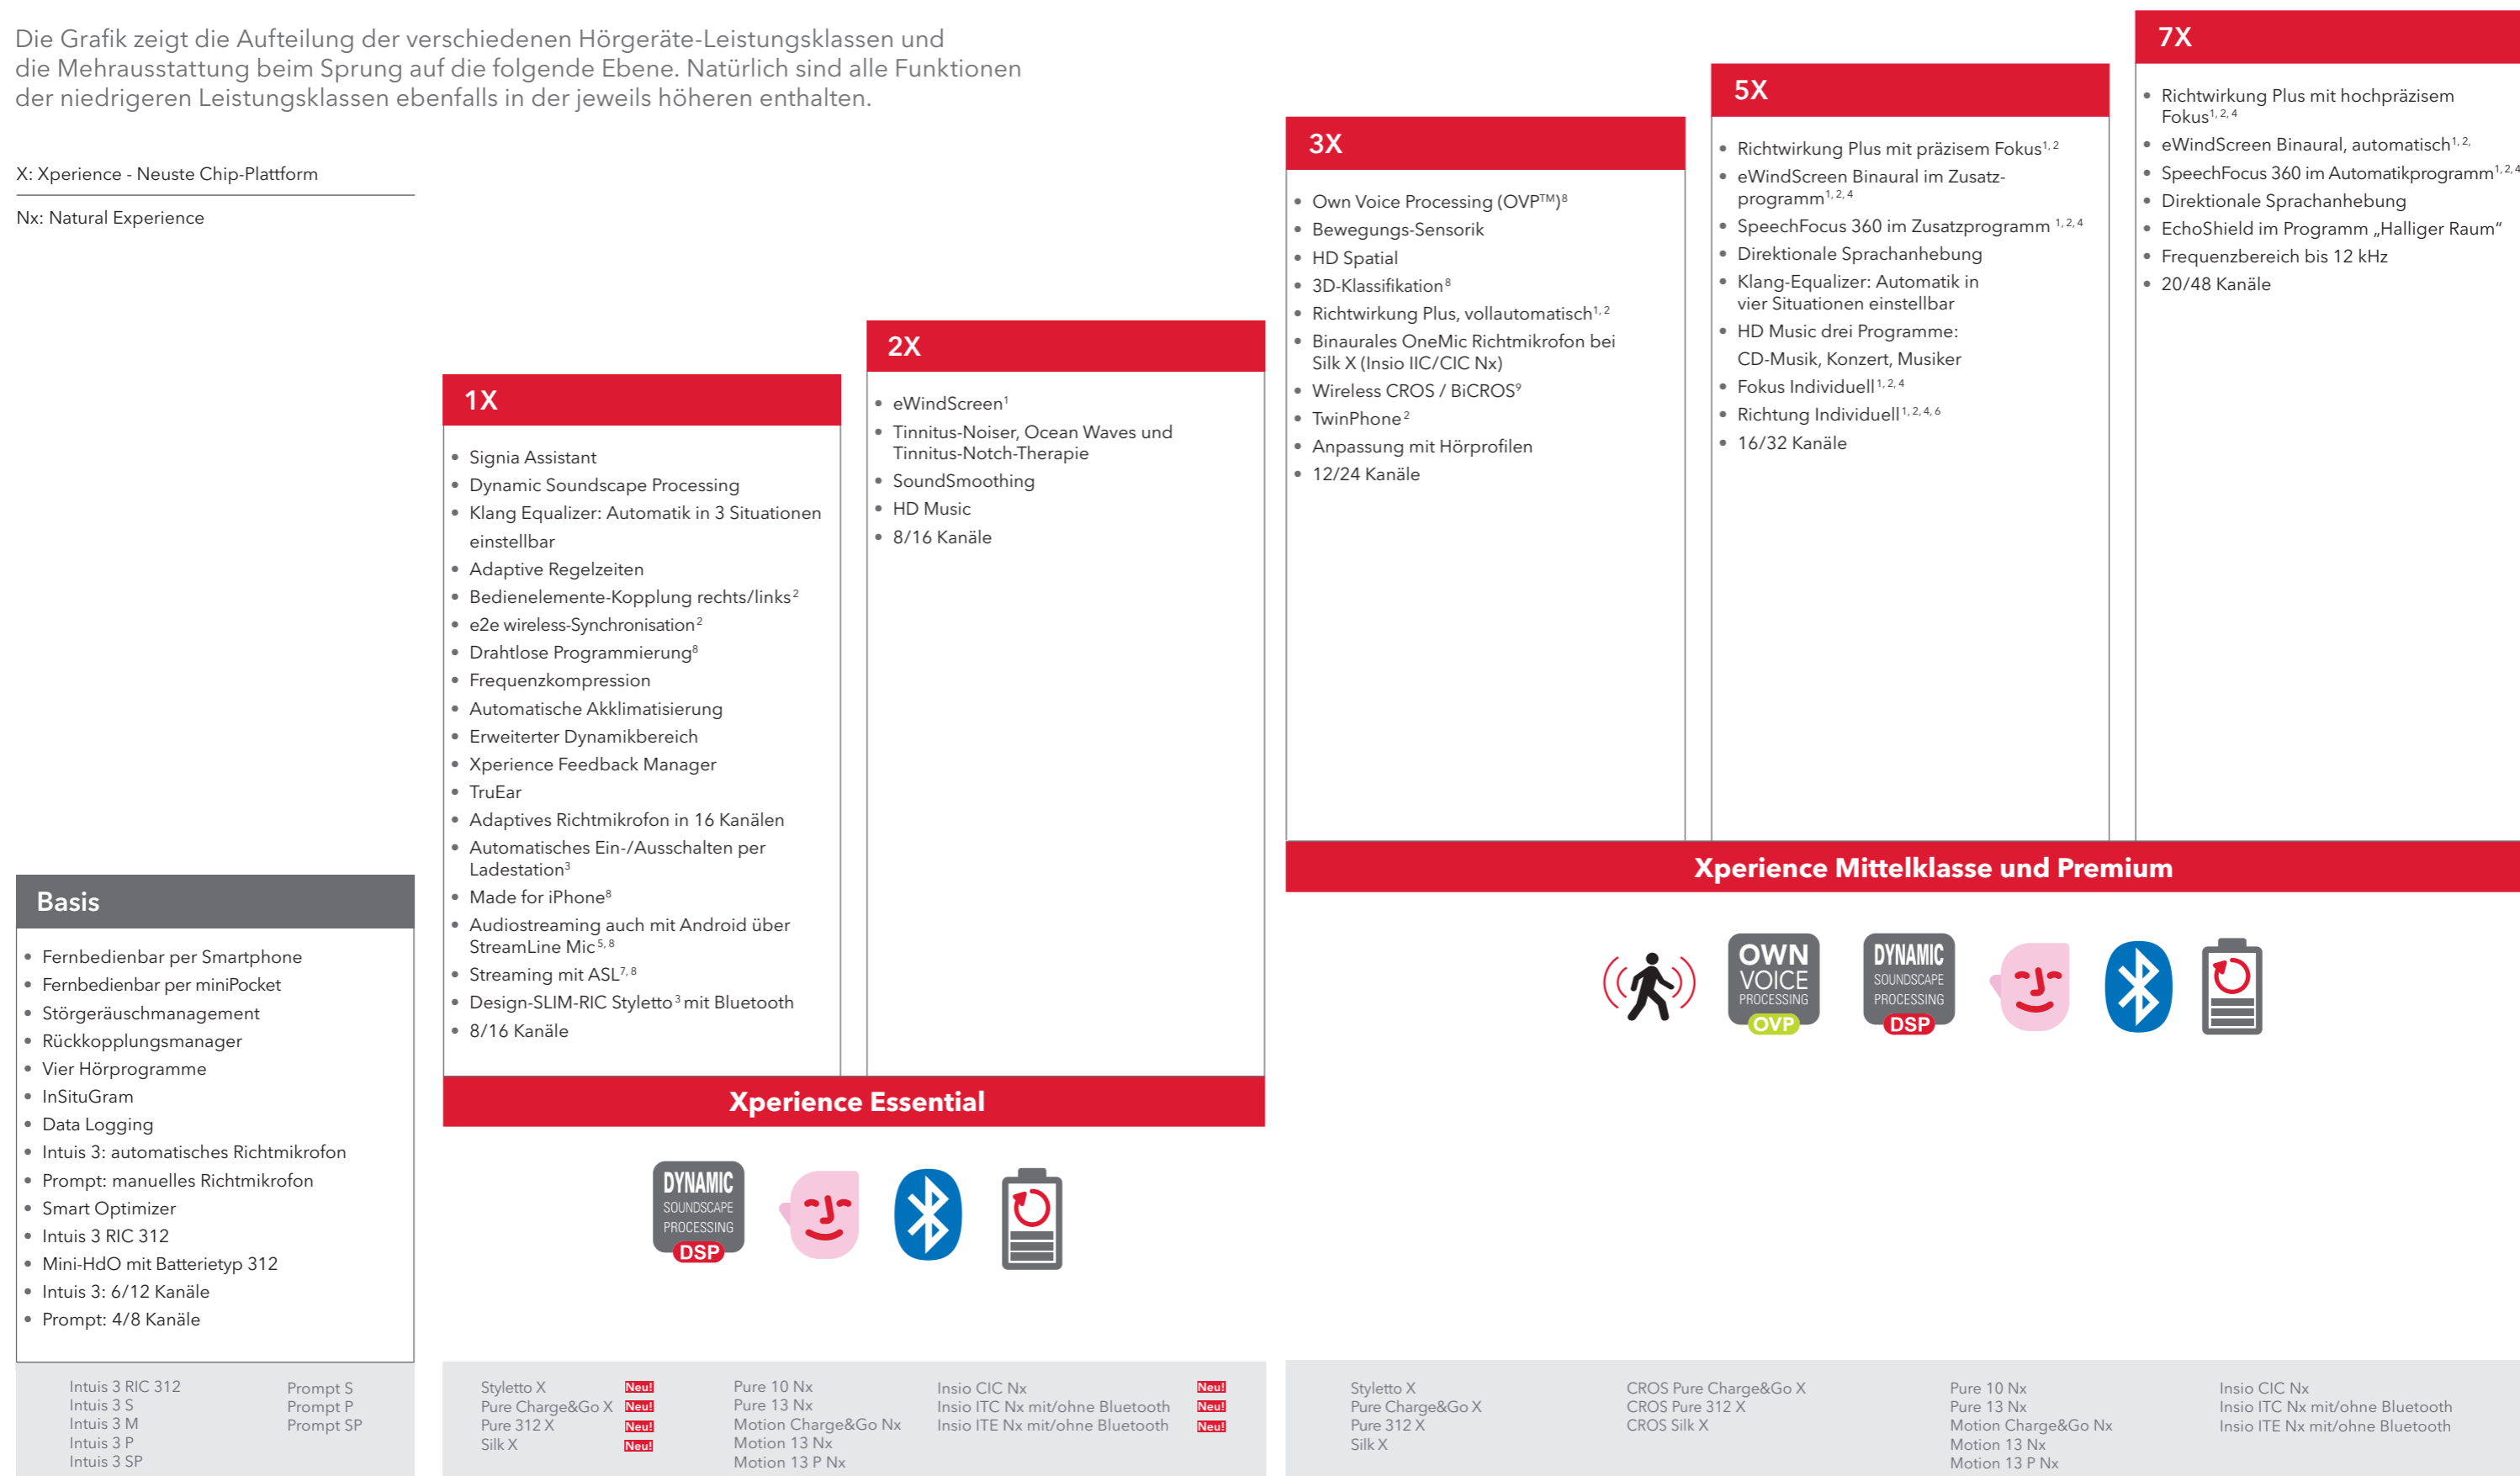 Die Grafik zeigt die Aufteilung der verschiedenen Hörgeräte-Leistungsklassen und
die Mehrausstattung beim Sprung auf die folgende Ebene. Natürlich sind alle Funktionen
der niedrigeren Leistungsklassen ebenfalls in der jeweils höheren enthalten.
X: Xperience - Neuste Chip-Plattform
Nx: Natural Experience
Basis
• Fernbedienbar per Smartphone
• Fernbedienbar per miniPocket
• Störgeräuschmanagement
• Rückkopplungsmanager
• Vier Hörprogramme
• InSituGram
• Data Logging
• Intuis 3: automatisches Richtmikrofon
• Prompt: manuelles Richtmikrofon
• Smart Optimizer
• Intuis 3 RIC 312
• Mini-HdO mit Batterietyp 312
• Intuis 3: 6/12 Kanäle
• Prompt: 4/8 Kanäle
Intuis 3 RIC 312
Intuis 3 S
Intuis 3 M
Intuis 3 P
Intuis 3 SP
Prompt S
Prompt P
Prompt SP
1X
• Signia Assistant
• Dynamic Soundscape Processing
• Klang Equalizer: Automatik in 3 Situationen
einstellbar
• Adaptive Regelzeiten
• Bedienelemente-Kopplung rechts/links²
• e2e wireless-Synchronisation²
• Drahtlose Programmierung⁸
• Frequenzkompression
• Automatische Akklimatisierung
• Erweiterter Dynamikbereich
• Xperience Feedback Manager
• TruEar
• Adaptives Richtmikrofon in 16 Kanälen
• Automatisches Ein-/Ausschalten per
Ladestation³
• Made for iPhone⁸
• Audiostreaming auch mit Android über
StreamLine Mic⁵,⁸
• Streaming mit ASL⁷,⁸
• Design-SLIM-RIC Styletto³ mit Bluetooth
• 8/16 Kanäle
2X
• eWindScreen¹
• Tinnitus-Noiser, Ocean Waves und
Tinnitus-Notch-Therapie
• SoundSmoothing
• HD Music
• 8/16 Kanäle
Xperience Essential
DYNAMIC
SOUNDSCAPE
PROCESSING
DSP
Styletto X Neu!
Pure Charge&Go X Neu!
Pure 312 X Neu!
Silk X Neu!
Pure 10 Nx
Pure 13 Nx
Motion Charge&Go Nx
Motion 13 Nx
Motion 13 P Nx
Insio CIC Nx Neu!
Insio ITC Nx mit/ohne Bluetooth Neu!
Insio ITE Nx mit/ohne Bluetooth Neu!
3X
• Own Voice Processing (OVP™)⁸
• Bewegungs-Sensorik
• HD Spatial
• 3D-Klassifikation⁸
• Richtwirkung Plus, vollautomatisch¹,²
• Binaurales OneMic Richtmikrofon bei
Silk X (Insio IIC/CIC Nx)
• Wireless CROS / BiCROS⁹
• TwinPhone²
• Anpassung mit Hörprofilen
• 12/24 Kanäle
5X
• Richtwirkung Plus mit präzisem Fokus¹,²
• eWindScreen Binaural im Zusatz-
programm¹,²,⁴
• SpeechFocus 360 im Zusatzprogramm ¹,²,⁴
• Direktionale Sprachanhebung
• Klang-Equalizer: Automatik in
vier Situationen einstellbar
• HD Music drei Programme:
CD-Musik, Konzert, Musiker
• Fokus Individuell¹,²,⁴
• Richtung Individuell¹,²,⁴,⁶
• 16/32 Kanäle
7X
• Richtwirkung Plus mit hochpräzisem
Fokus¹,²,⁴
• eWindScreen Binaural, automatisch¹,²,
• SpeechFocus 360 im Automatikprogramm¹,²,⁴
• Direktionale Sprachanhebung
• EchoShield im Programm „Halliger Raum“
• Frequenzbereich bis 12 kHz
• 20/48 Kanäle
Xperience Mittelklasse und Premium
OWN
VOICE
PROCESSING
OVP
DYNAMIC
SOUNDSCAPE
PROCESSING
DSP
Styletto X
Pure Charge&Go X
Pure 312 X
Silk X
CROS Pure Charge&Go X
CROS Pure 312 X
CROS Silk X
Pure 10 Nx
Pure 13 Nx
Motion Charge&Go Nx
Motion 13 Nx
Motion 13 P Nx
Insio CIC Nx
Insio ITC Nx mit/ohne Bluetooth
Insio ITE Nx mit/ohne Bluetooth